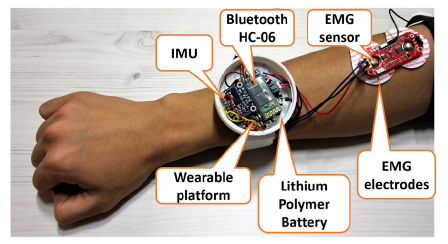 Bluetooth
HC-06
EMG
sensor
IMU
Wearable
platform
Lithium
Polymer
Battery
EMG
electrodes